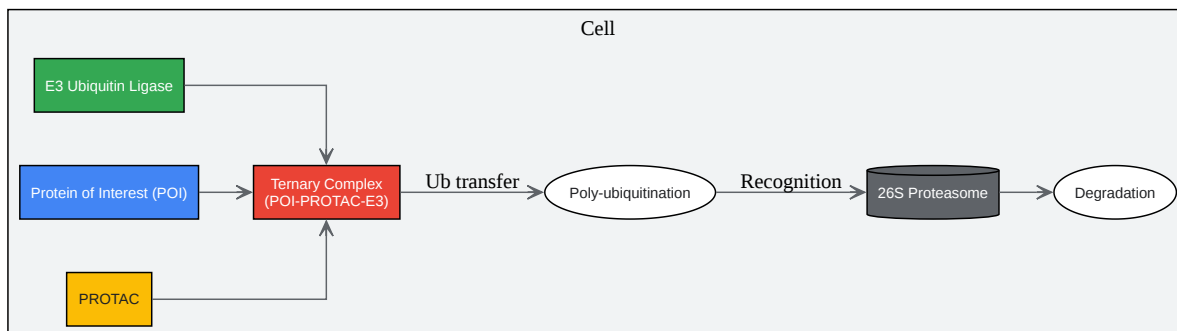 Cell
E3 Ubiquitin Ligase
Protein of Interest (POI)
PROTAC
Ternary Complex
(POI-PROTAC-E3)
Ub transfer
Poly-ubiquitination
Recognition
26S Proteasome
Degradation